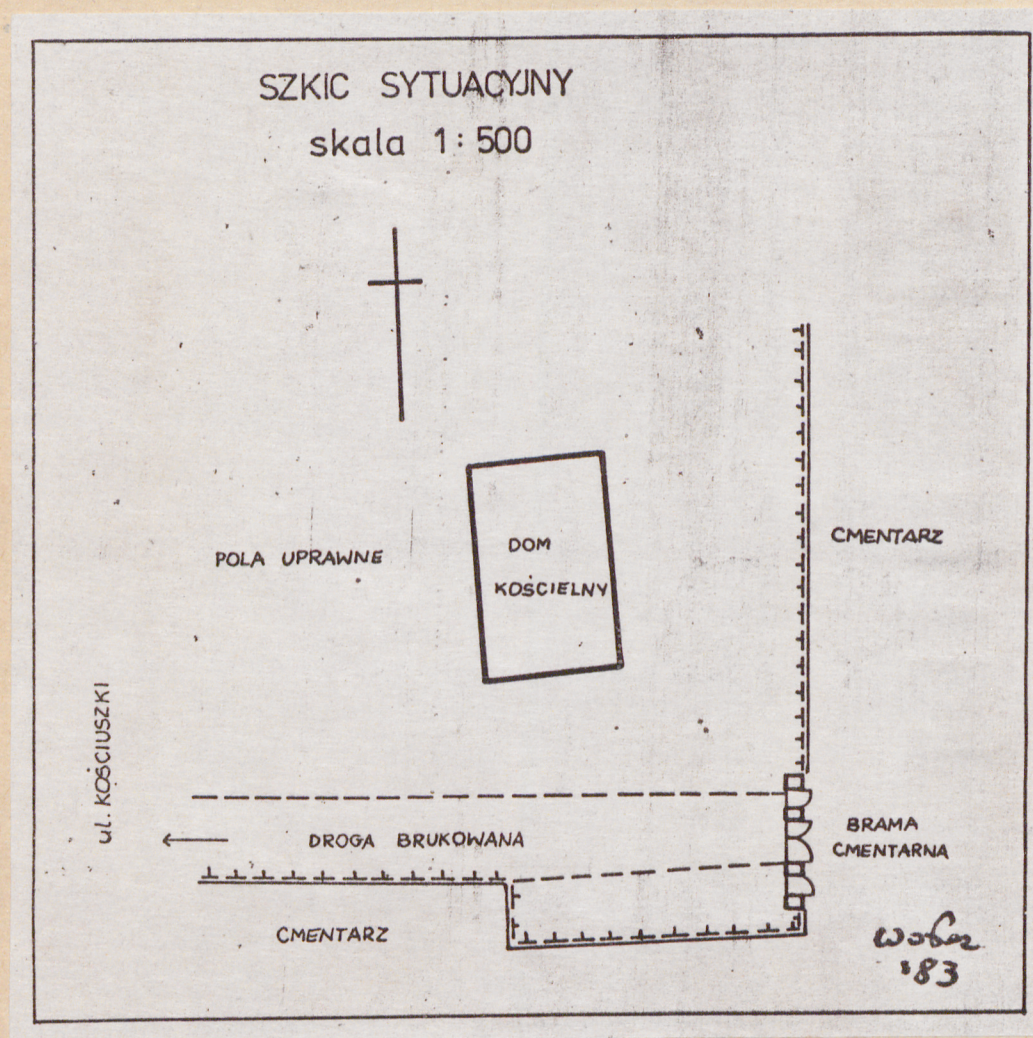 SZKIC SYTUACYJNY
skala 1:500
POLA UPRAWNE
DOM
KOŚCIELNY
CMENTARZ
ul. KOŚCIUSZKI
DROGA BRUKOWANA
BRAMA
CMENTARNA
CMENTARZ
'83